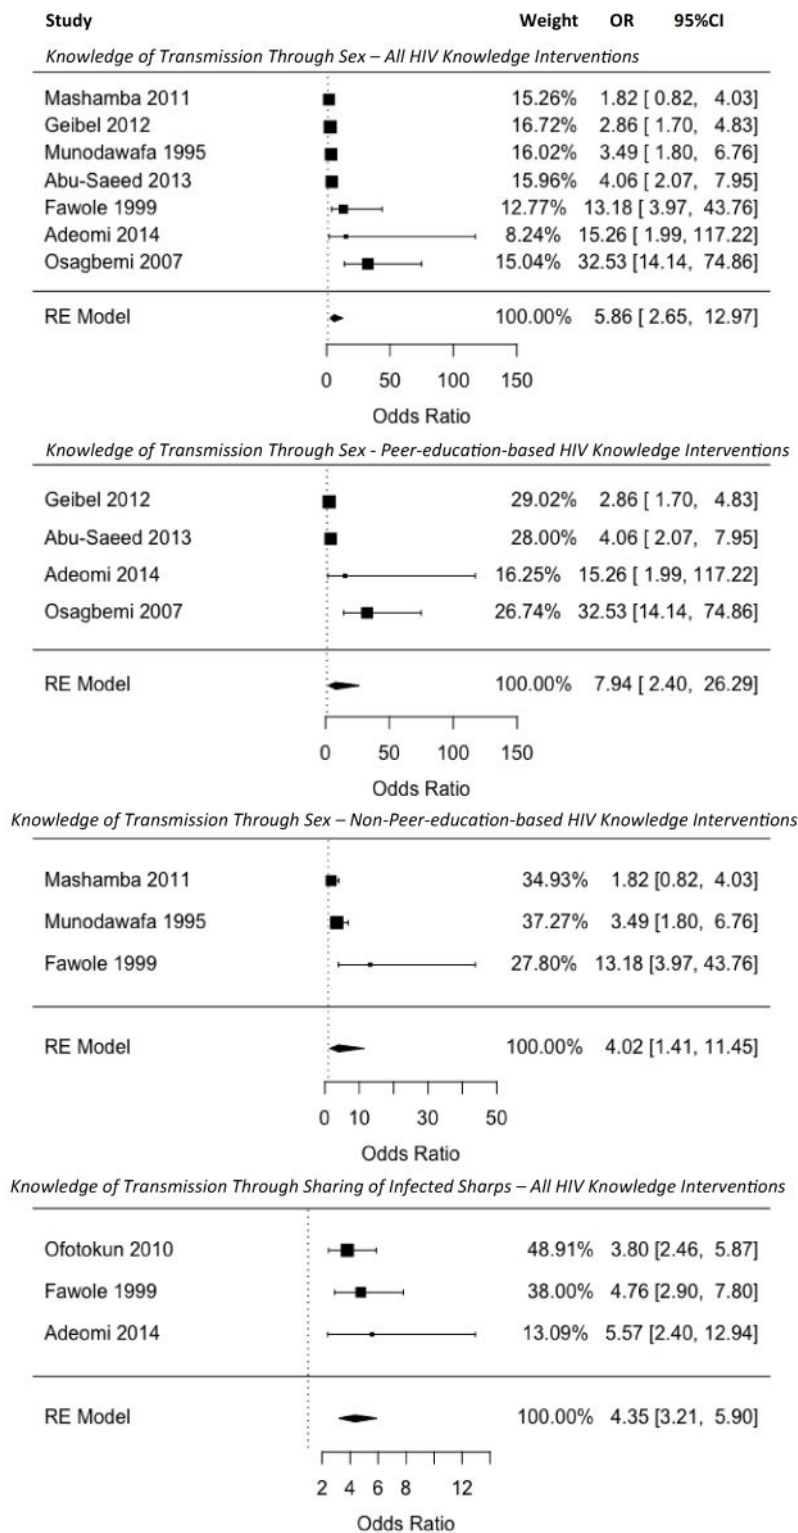 Study Weight OR 95%CI
Knowledge of Transmission Through Sex – All HIV Knowledge Interventions
Mashamba 2011 15.26% 1.82 [ 0.82, 4.03]
Geibel 2012 16.72% 2.86 [ 1.70, 4.83]
Munodawafa 1995 16.02% 3.49 [ 1.80, 6.76]
Abu-Saeed 2013 15.96% 4.06 [ 2.07, 7.95]
Fawole 1999 12.77% 13.18 [ 3.97, 43.76]
Adeomi 2014 8.24% 15.26 [ 1.99, 117.22]
Osagbemi 2007 15.04% 32.53 [14.14, 74.86]
RE Model 100.00% 5.86 [ 2.65, 12.97]
0 50 100 150
Odds Ratio
Knowledge of Transmission Through Sex - Peer-education-based HIV Knowledge Interventions
Geibel 2012 29.02% 2.86 [ 1.70, 4.83]
Abu-Saeed 2013 28.00% 4.06 [ 2.07, 7.95]
Adeomi 2014 16.25% 15.26 [ 1.99, 117.22]
Osagbemi 2007 26.74% 32.53 [14.14, 74.86]
RE Model 100.00% 7.94 [ 2.40, 26.29]
0 50 100 150
Odds Ratio
Knowledge of Transmission Through Sex – Non-Peer-education-based HIV Knowledge Interventions
Mashamba 2011 34.93% 1.82 [0.82, 4.03]
Munodawafa 1995 37.27% 3.49 [1.80, 6.76]
Fawole 1999 27.80% 13.18 [3.97, 43.76]
RE Model 100.00% 4.02 [1.41, 11.45]
0 10 30 50
Odds Ratio
Knowledge of Transmission Through Sharing of Infected Sharps – All HIV Knowledge Interventions
Ofotokun 2010 48.91% 3.80 [2.46, 5.87]
Fawole 1999 38.00% 4.76 [2.90, 7.80]
Adeomi 2014 13.09% 5.57 [2.40, 12.94]
RE Model 100.00% 4.35 [3.21, 5.90]
2 4 6 8 12
Odds Ratio